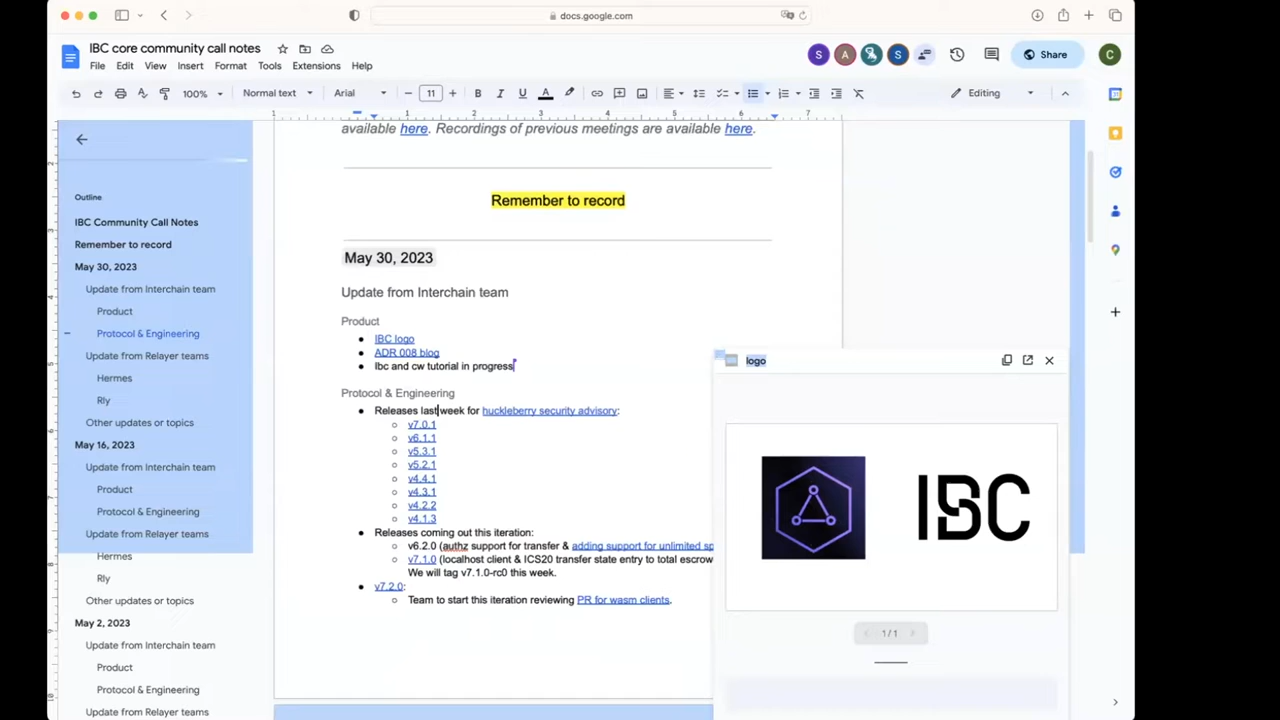 docs.google.com
IBC core community call notes
File Edit View Insert Format Tools Extensions Help
S A S Share C
100% Normal text Arial 11 Editing
1 1 2 3 4 5 6 7
available here. Recordings of previous meetings are available here.
Remember to record
May 30, 2023
Update from Interchain team
Product
IBC logo
ADR 008 blog
Ibc and cw tutorial in progress
Protocol & Engineering
Releases last week for huckleberry security advisory:
v7.0.1
v6.1.1
v5.3.1
v5.2.1
v4.4.1
v4.3.1
v4.2.2
v4.1.3
Releases coming out this iteration:
v6.2.0 (authz support for transfer & adding support for unlimited sp
v7.1.0 (localhost client & ICS20 transfer state entry to total escrow
We will tag v7.1.0-rc0 this week.
v7.2.0:
Team to start this iteration reviewing PR for wasm clients.
Outline
IBC Community Call Notes
Remember to record
May 30, 2023
Update from Interchain team
Product
Protocol & Engineering
Update from Relayer teams
Hermes
Rly
Other updates or topics
May 16, 2023
Update from Interchain team
Product
Protocol & Engineering
Update from Relayer teams
Hermes
Rly
Other updates or topics
May 2, 2023
Update from Interchain team
Product
Protocol & Engineering
Update from Relayer teams
logo
IBC
1/1